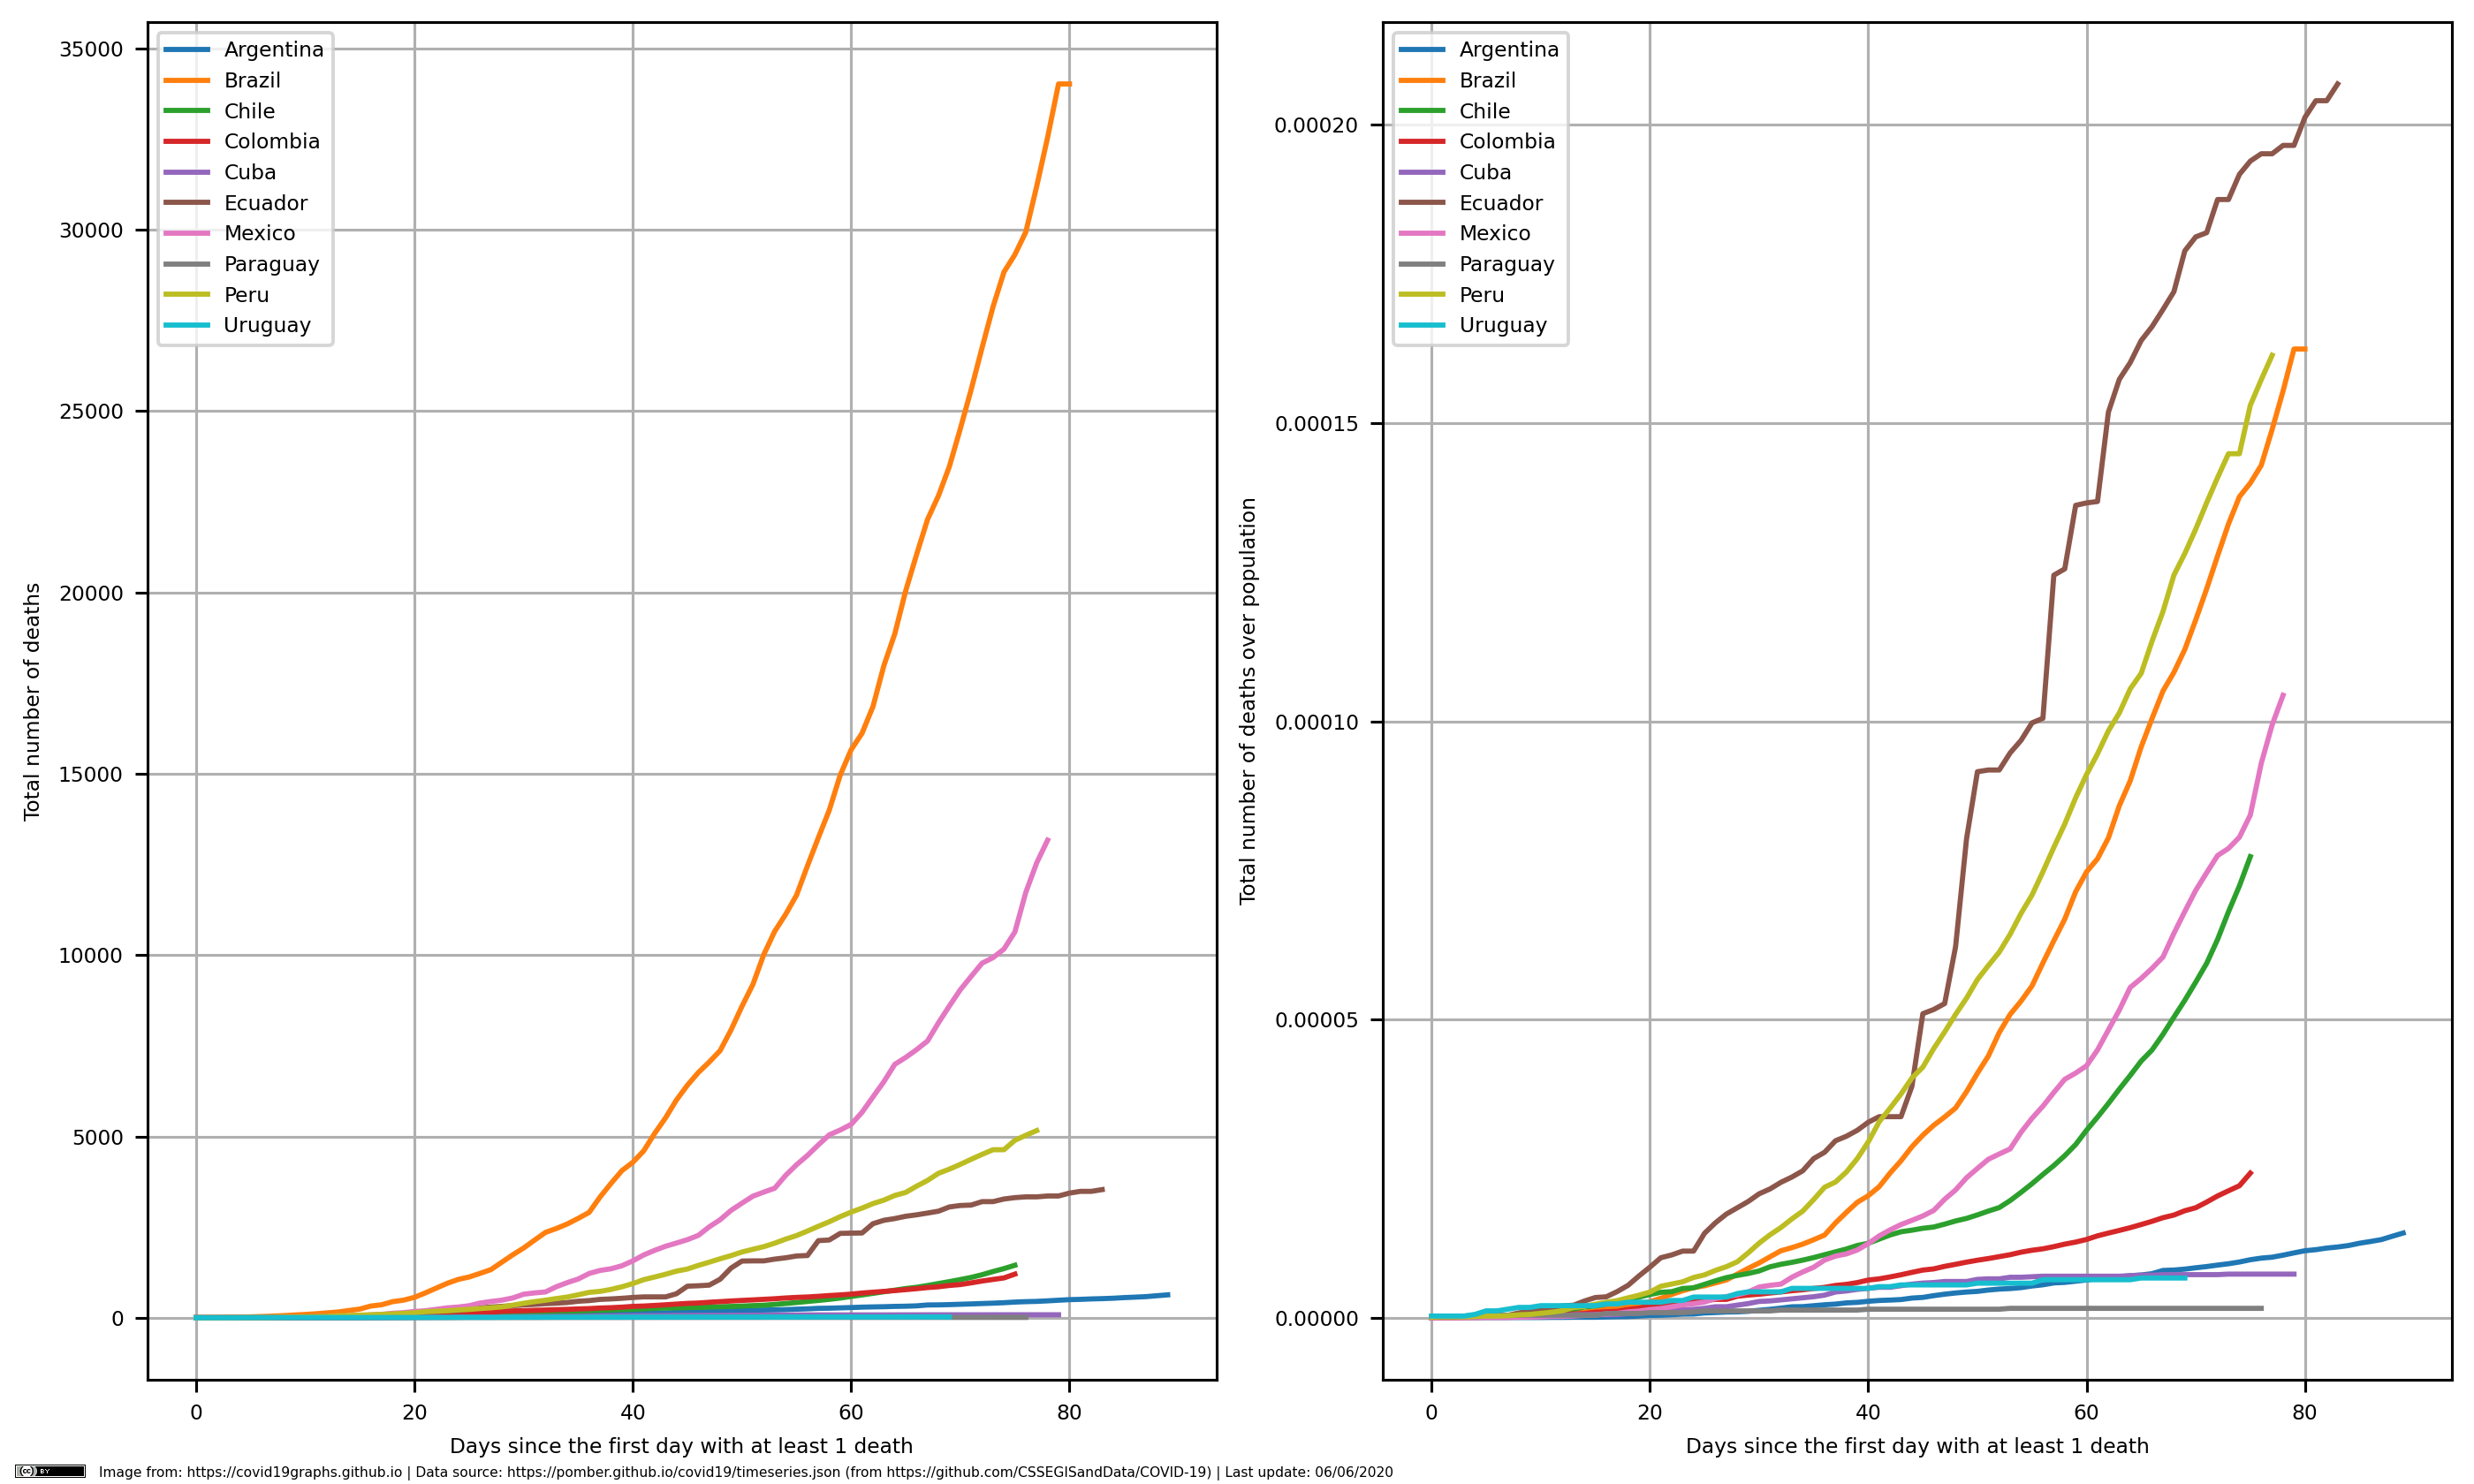 35000
30000
25000
20000
15000
10000
5000
0
Total number of deaths
Argentina
Brazil
Chile
Colombia
Cuba
Ecuador
Mexico
Paraguay
Peru
Uruguay
0 20 40 60 80
Days since the first day with at least 1 death
0.00020
0.00015
0.00010
0.00005
0.00000
Total number of deaths over population
Argentina
Brazil
Chile
Colombia
Cuba
Ecuador
Mexico
Paraguay
Peru
Uruguay
0 20 40 60 80
Days since the first day with at least 1 death
(cc) BY Image from: https://covid19graphs.github.io | Data source: https://pomber.github.io/covid19/timeseries.json (from https://github.com/CSSEGISandData/COVID-19) | Last update: 06/06/2020